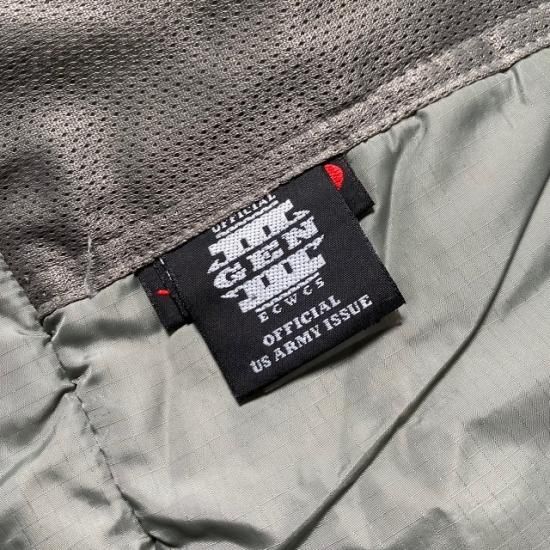 OFFICIAL
III
GEN
III
ECWCS
OFFICIAL
US ARMY ISSUE